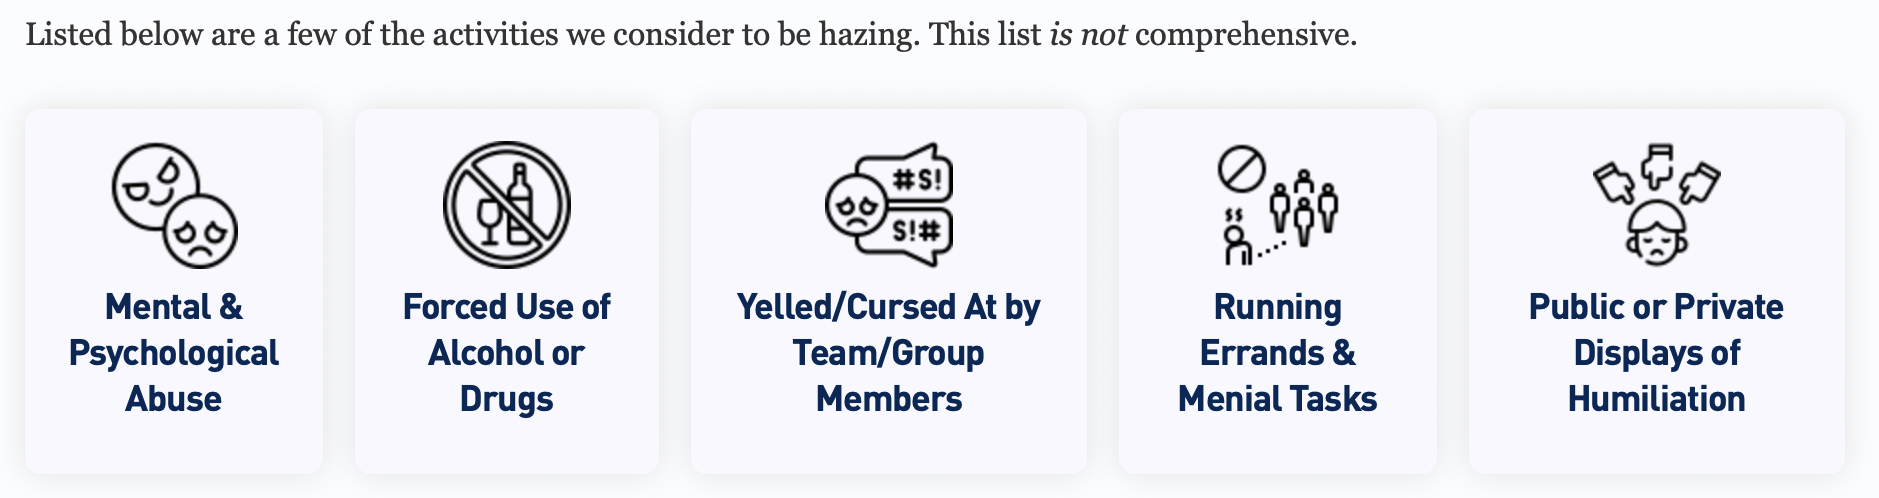 Listed below are a few of the activities we consider to be hazing. This list is not comprehensive.
#S!
S!#
$$
Mental &
Psychological
Abuse
Forced Use of
Alcohol or
Drugs
Yelled/Cursed At by
Team/Group
Members
Running
Errands &
Menial Tasks
Public or Private
Displays of
Humiliation